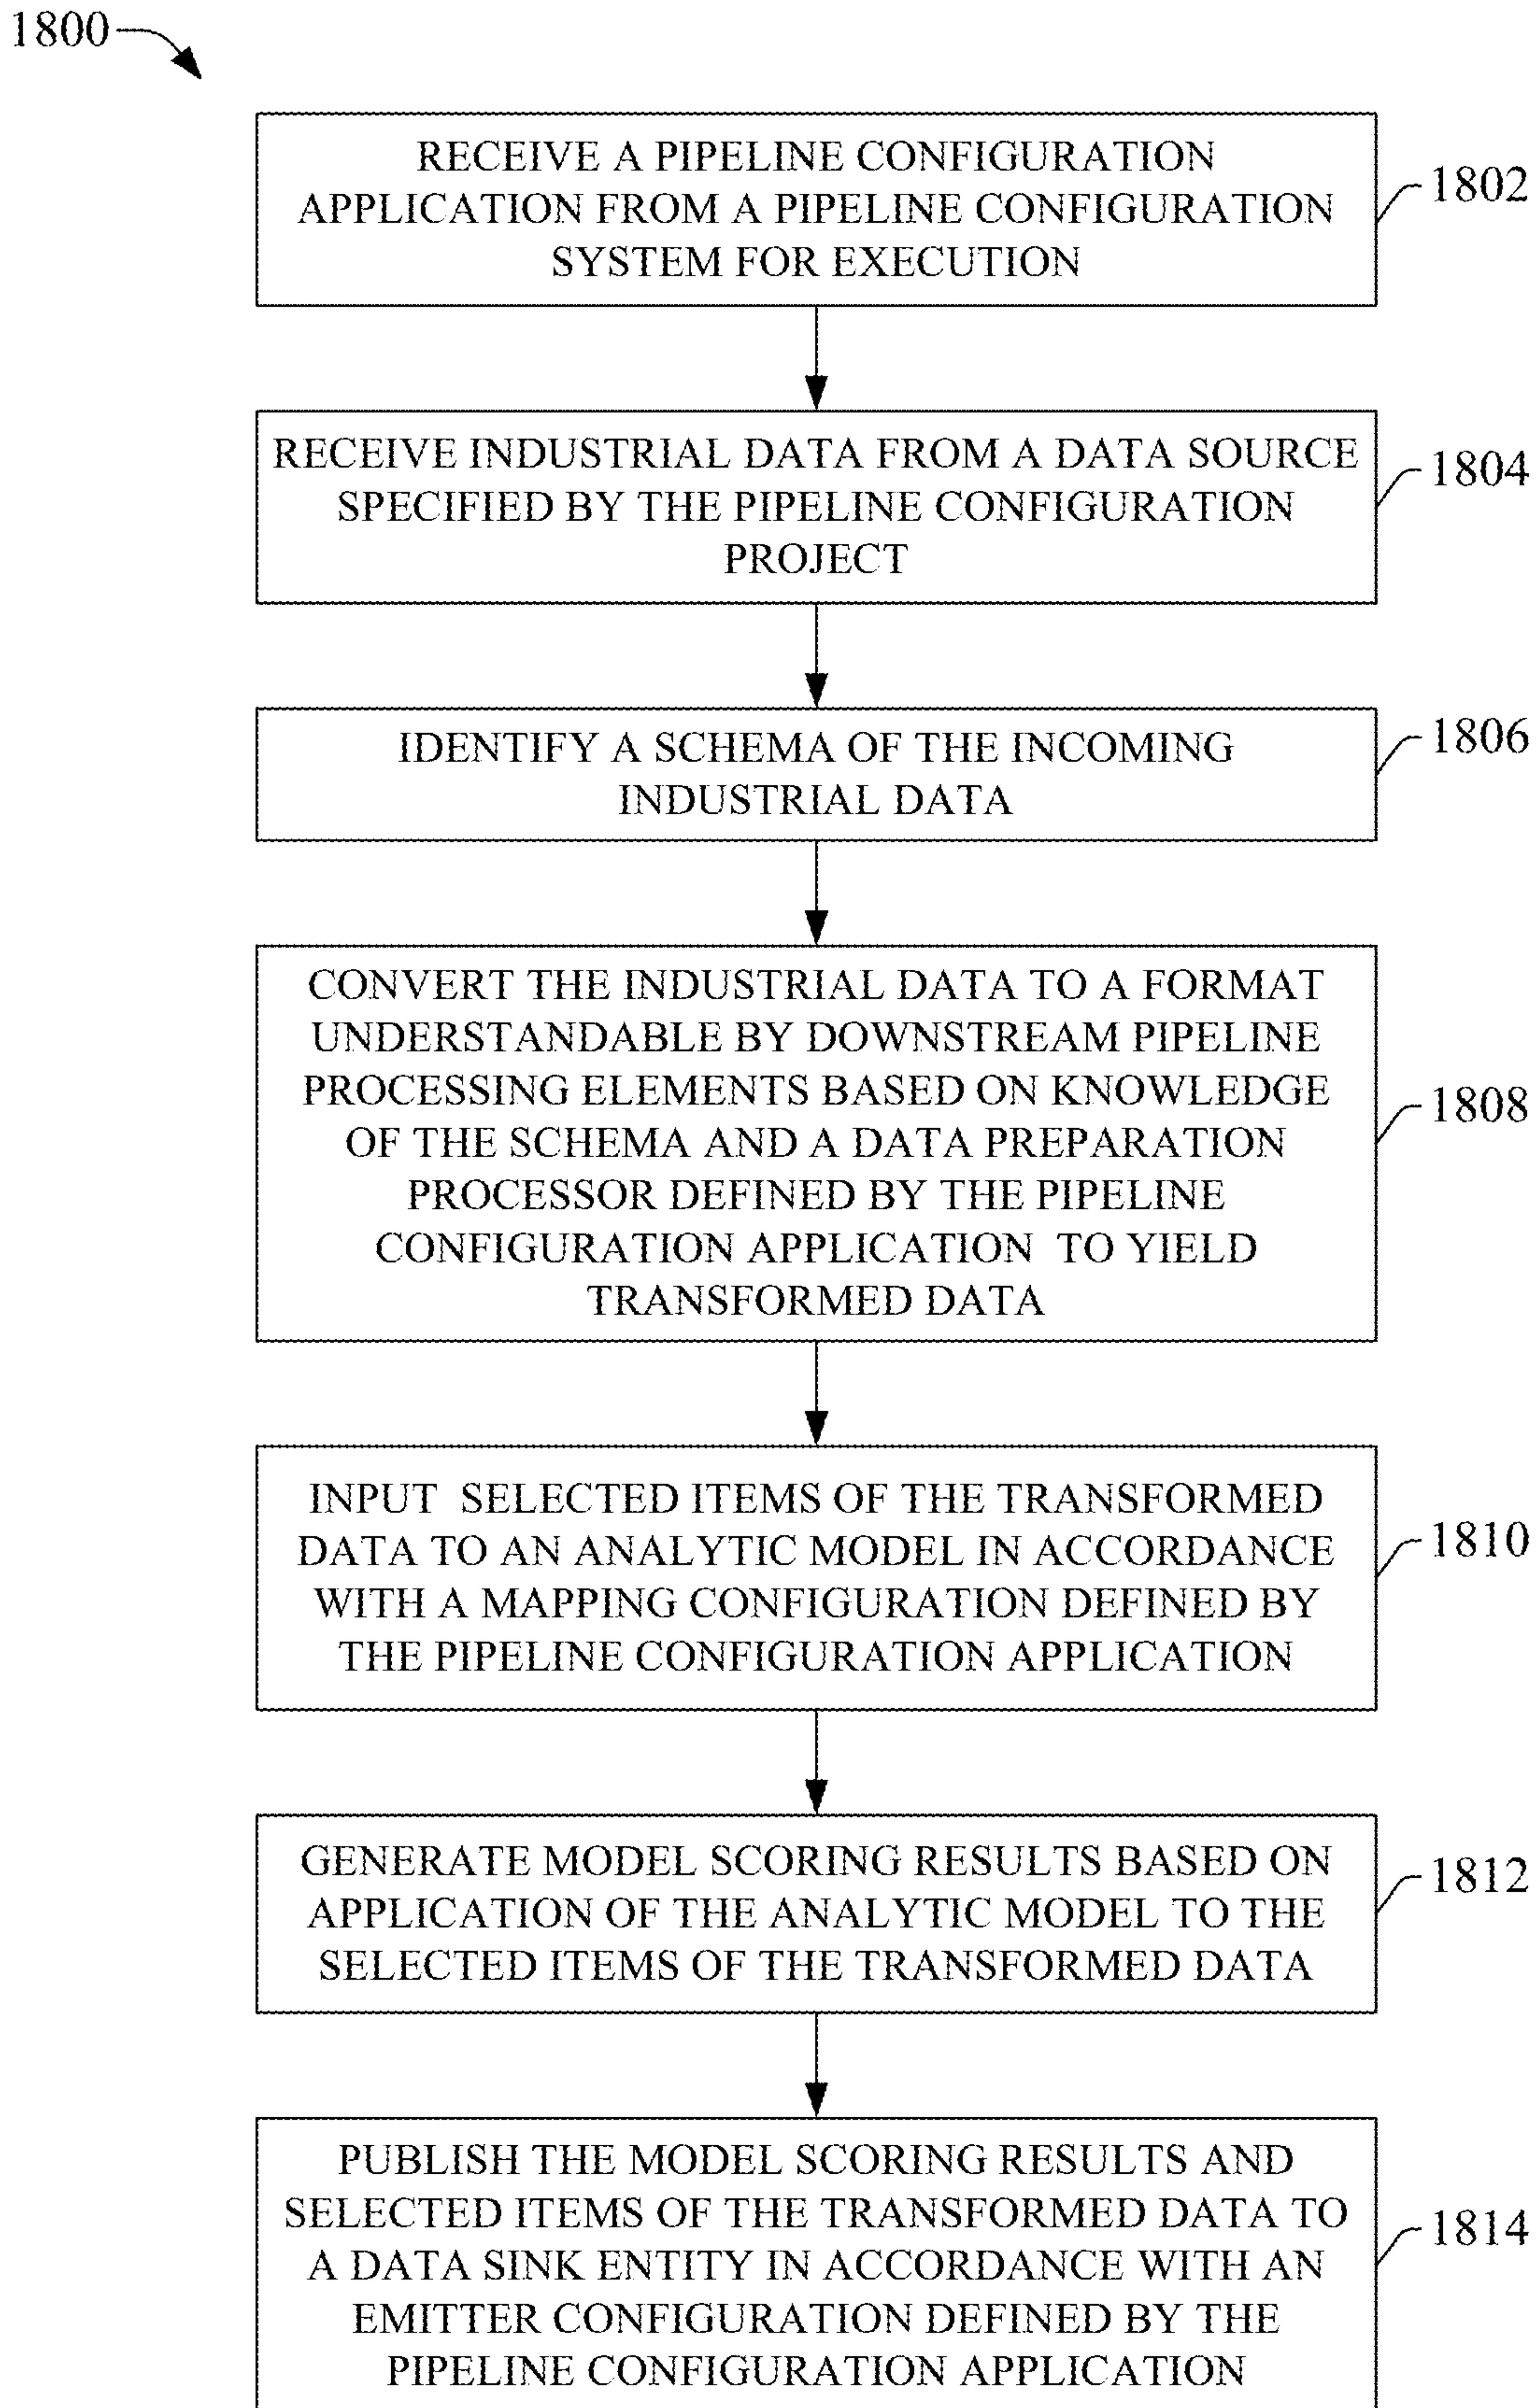 1800
RECEIVE A PIPELINE CONFIGURATION
APPLICATION FROM A PIPELINE CONFIGURATION
SYSTEM FOR EXECUTION
1802
RECEIVE INDUSTRIAL DATA FROM A DATA SOURCE
SPECIFIED BY THE PIPELINE CONFIGURATION
PROJECT
1804
IDENTIFY A SCHEMA OF THE INCOMING
INDUSTRIAL DATA
1806
CONVERT THE INDUSTRIAL DATA TO A FORMAT
UNDERSTANDABLE BY DOWNSTREAM PIPELINE
PROCESSING ELEMENTS BASED ON KNOWLEDGE
OF THE SCHEMA AND A DATA PREPARATION
PROCESSOR DEFINED BY THE PIPELINE
CONFIGURATION APPLICATION TO YIELD
TRANSFORMED DATA
1808
INPUT SELECTED ITEMS OF THE TRANSFORMED
DATA TO AN ANALYTIC MODEL IN ACCORDANCE
WITH A MAPPING CONFIGURATION DEFINED BY
THE PIPELINE CONFIGURATION APPLICATION
1810
GENERATE MODEL SCORING RESULTS BASED ON
APPLICATION OF THE ANALYTIC MODEL TO THE
SELECTED ITEMS OF THE TRANSFORMED DATA
1812
PUBLISH THE MODEL SCORING RESULTS AND
SELECTED ITEMS OF THE TRANSFORMED DATA TO
A DATA SINK ENTITY IN ACCORDANCE WITH AN
EMITTER CONFIGURATION DEFINED BY THE
PIPELINE CONFIGURATION APPLICATION
1814